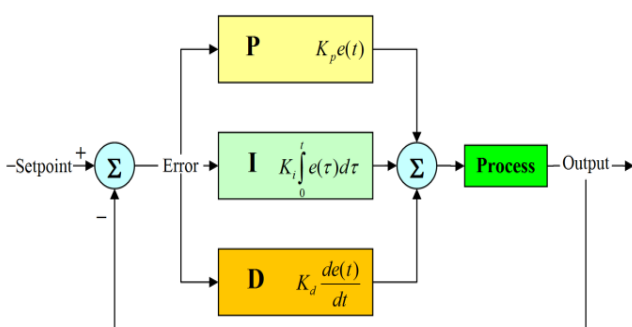 P K_p e(t)
+
–Setpoint Σ Error I K_i ∫_0^t e(τ)dτ Σ Process Output
–
D K_d de(t)/dt